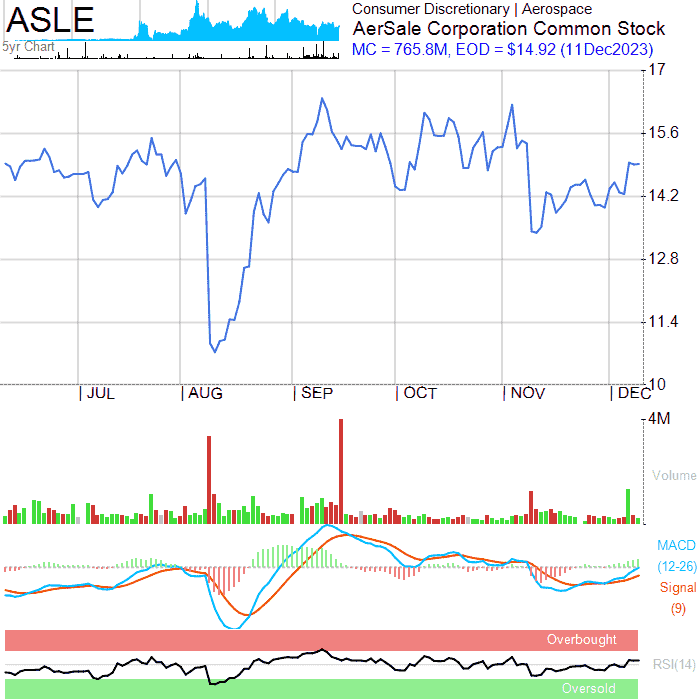 ASLE
5yr Chart
Consumer Discretionary | Aerospace
AerSale Corporation Common Stock
MC = 765.8M, EOD = $14.92 (11Dec2023)
17
15.6
14.2
12.8
11.4
10
| JUL | AUG | SEP | OCT | NOV | DEC
4M
Volume
MACD
(12-26)
Signal
(9)
Overbought
RSI(14)
Oversold